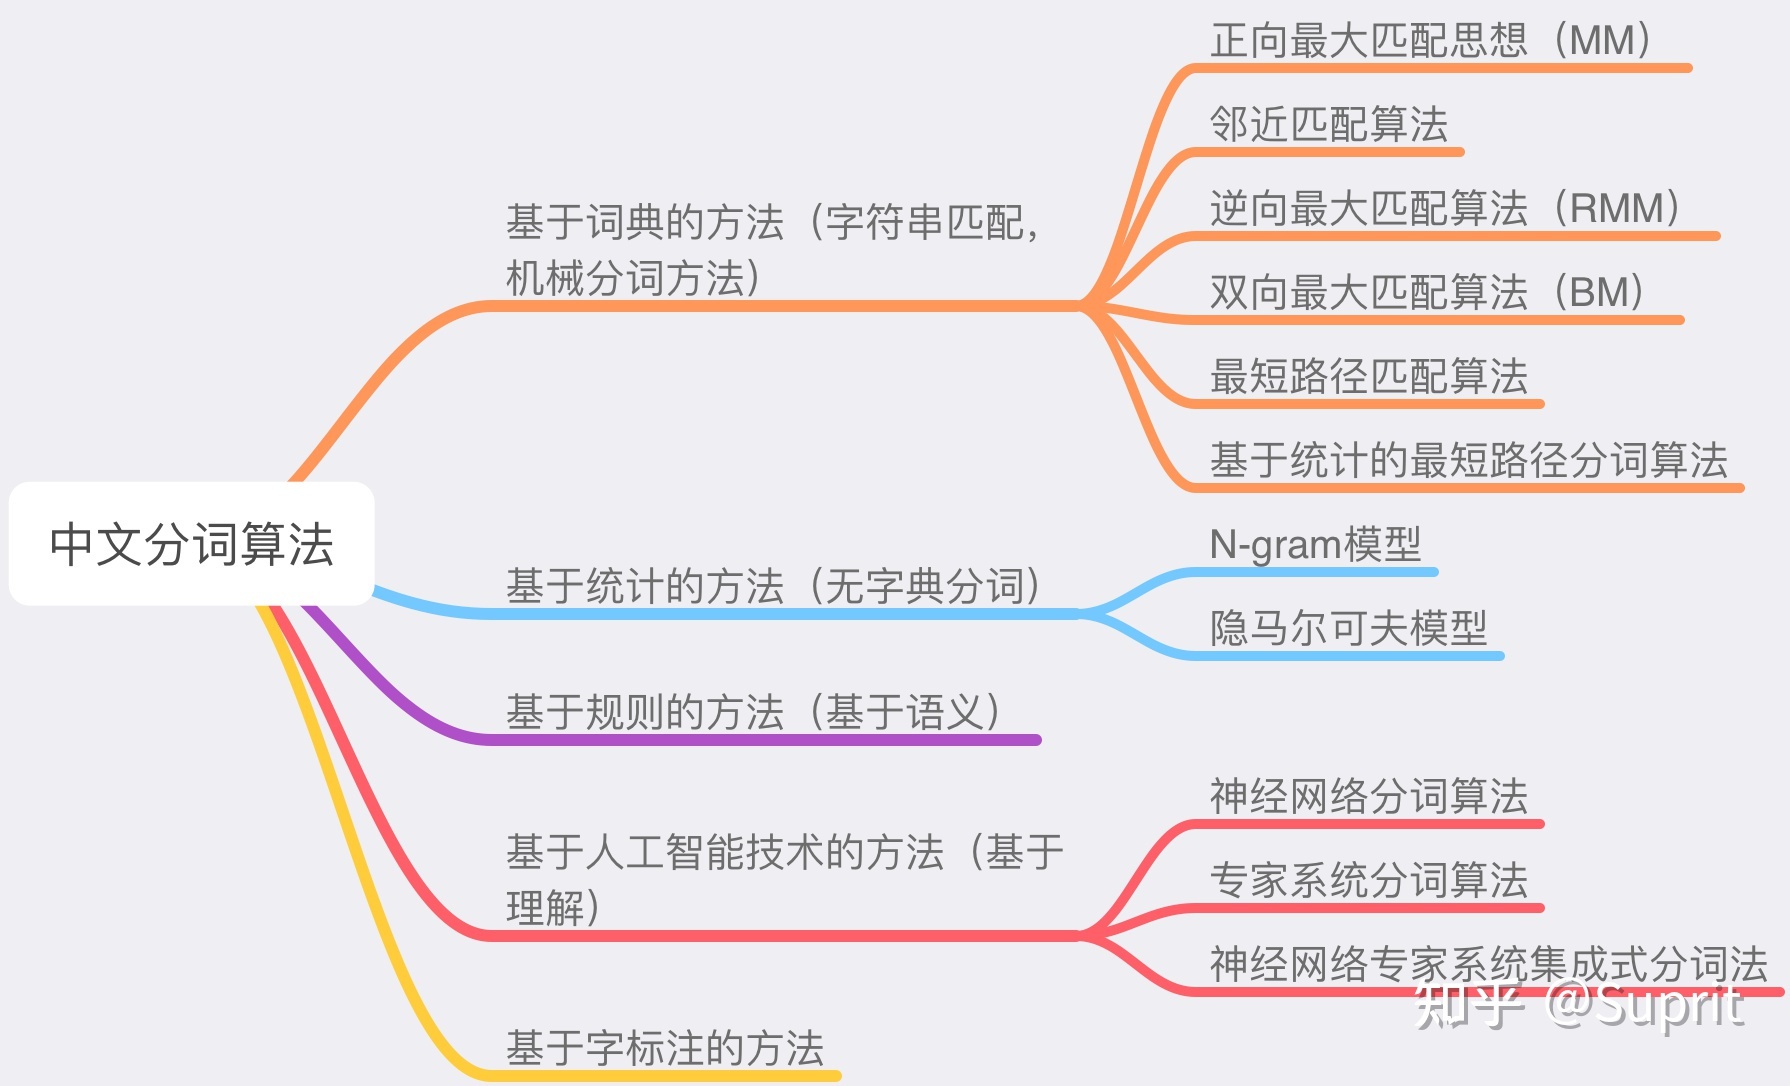 中文分词算法
基于词典的方法（字符串匹配，
机械分词方法）
正向最大匹配思想（MM）
邻近匹配算法
逆向最大匹配算法（RMM）
双向最大匹配算法（BM）
最短路径匹配算法
基于统计的最短路径分词算法
基于统计的方法（无字典分词）
N-gram模型
隐马尔可夫模型
基于规则的方法（基于语义）
基于人工智能技术的方法（基于
理解）
神经网络分词算法
专家系统分词算法
神经网络专家系统集成式分词法
基于字标注的方法
知乎 @Suprit